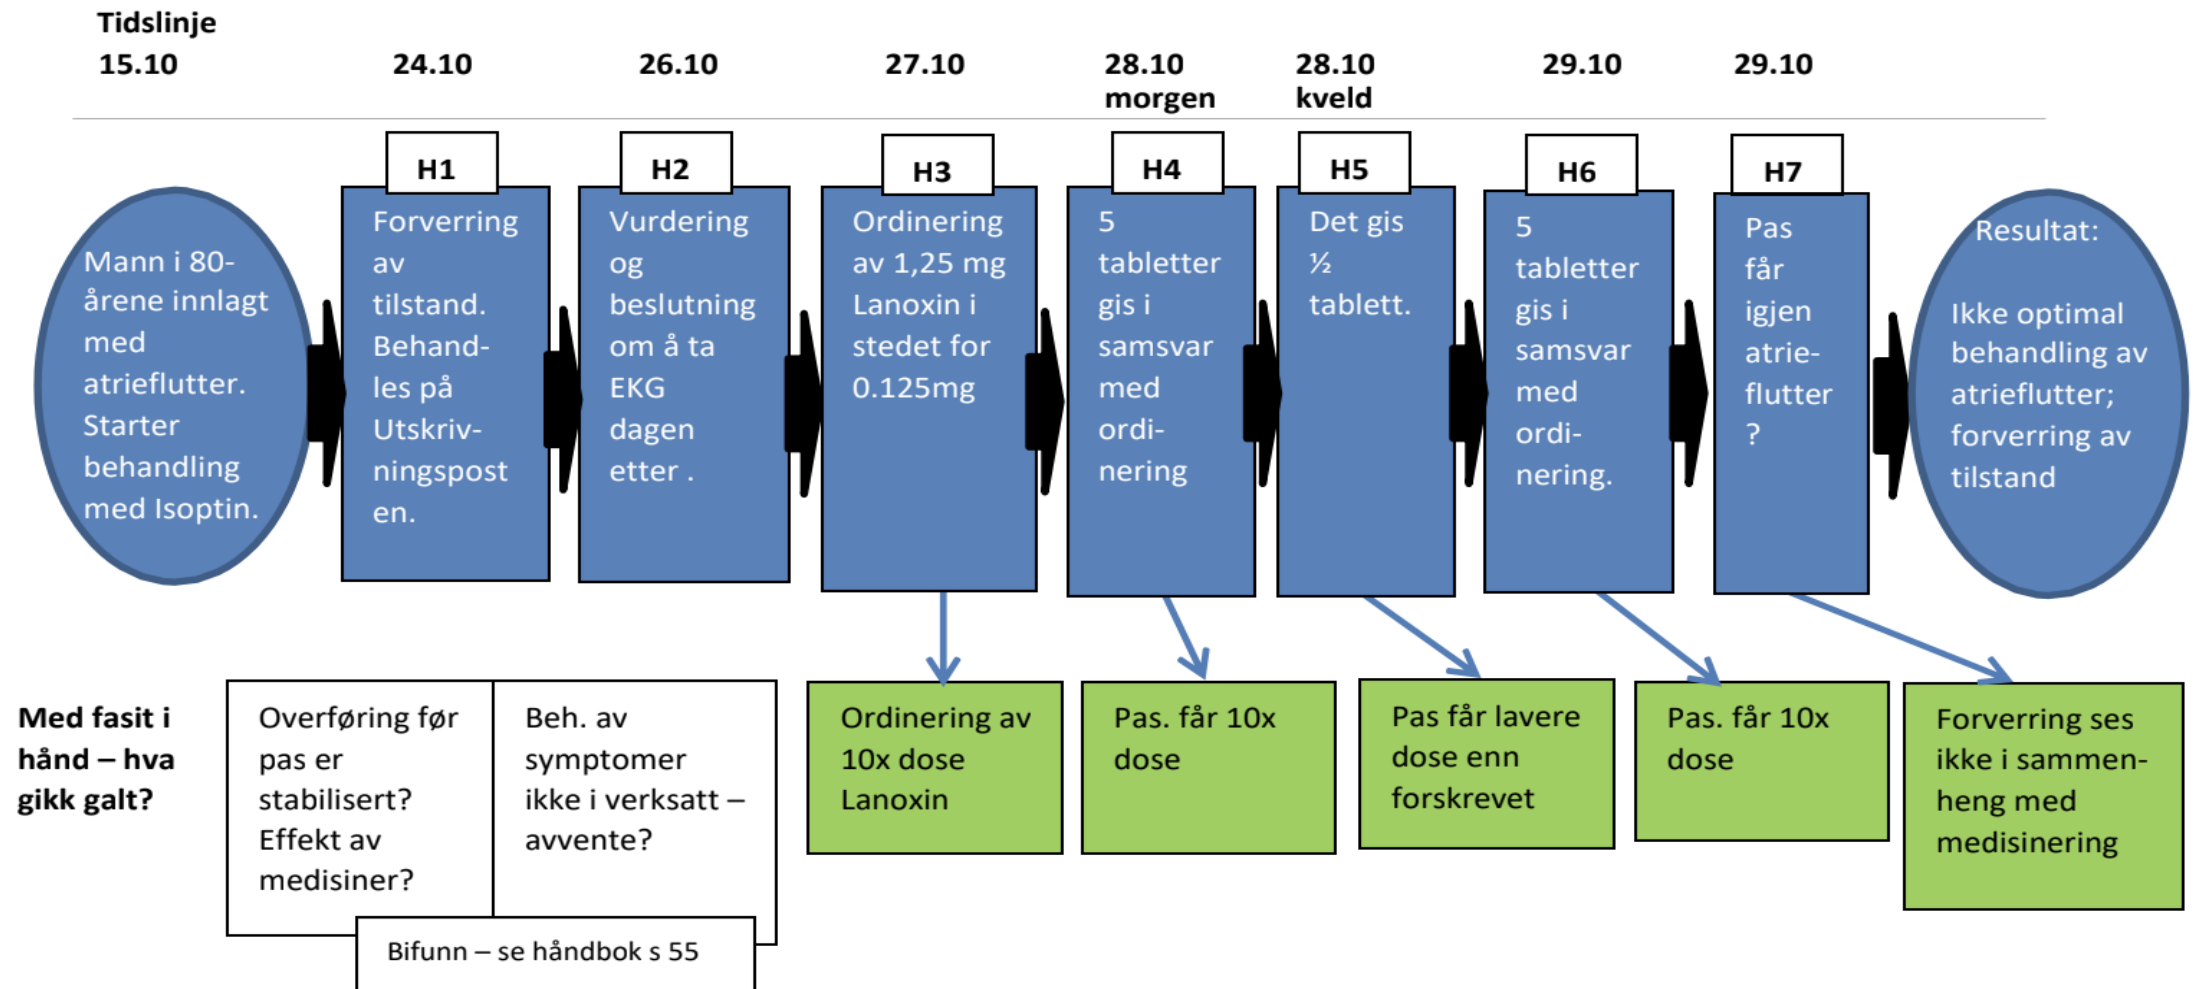 Tidslinje
15.10
24.10
26.10
27.10
28.10
morgen
28.10
kveld
29.10
29.10
Mann i 80-
årene innlagt
med
atrieflutter.
Starter
behandling
med Isoptin.
H1
Forverring
av
tilstand.
Behand-
les på
Utskriv-
ningspost
en.
H2
Vurdering
og
beslutning
om å ta
EKG
dagen
etter .
H3
Ordinering
av 1,25 mg
Lanoxin i
stedet for
0.125mg
H4
5
tabletter
gis i
samsvar
med
ordi-
nering
H5
Det gis
½
tablett.
H6
5
tabletter
gis i
samsvar
med
ordi-
nering.
H7
Pas
får
igjen
atrie-
flutter
?
Resultat:
Ikke optimal
behandling av
atrieflutter;
forverring av
tilstand
Med fasit i
hånd – hva
gikk galt?
Overføring før
pas er
stabilisert?
Effekt av
medisiner?
Beh. av
symptomer
ikke i verksatt –
avvente?
Bifunn – se håndbok s 55
Ordinering av
10x dose
Lanoxin
Pas. får 10x
dose
Pas får lavere
dose enn
forskrevet
Pas. får 10x
dose
Forverring ses
ikke i sammen-
heng med
medisinering